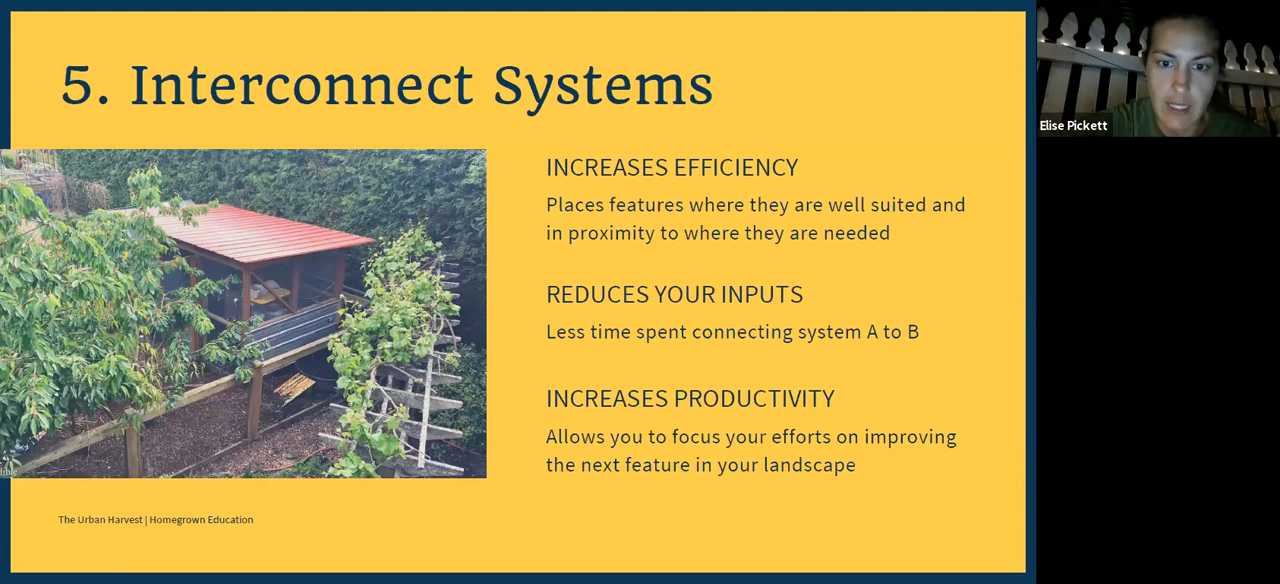 5. Interconnect Systems
INCREASES EFFICIENCY
Places features where they are well suited and
in proximity to where they are needed
REDUCES YOUR INPUTS
Less time spent connecting system A to B
INCREASES PRODUCTIVITY
Allows you to focus your efforts on improving
the next feature in your landscape
The Urban Harvest | Homegrown Education
Elise Pickett